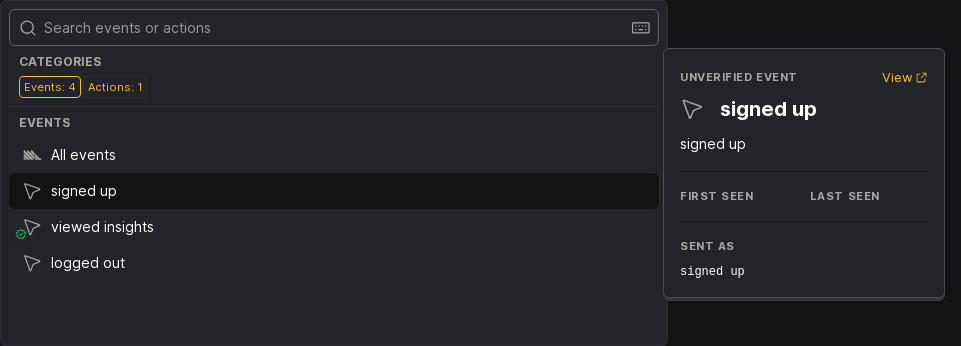 Search events or actions
CATEGORIES
Events: 4
Actions: 1
EVENTS
All events
signed up
viewed insights
logged out
UNVERIFIED EVENT
View
signed up
signed up
FIRST SEEN
LAST SEEN
SENT AS
signed up